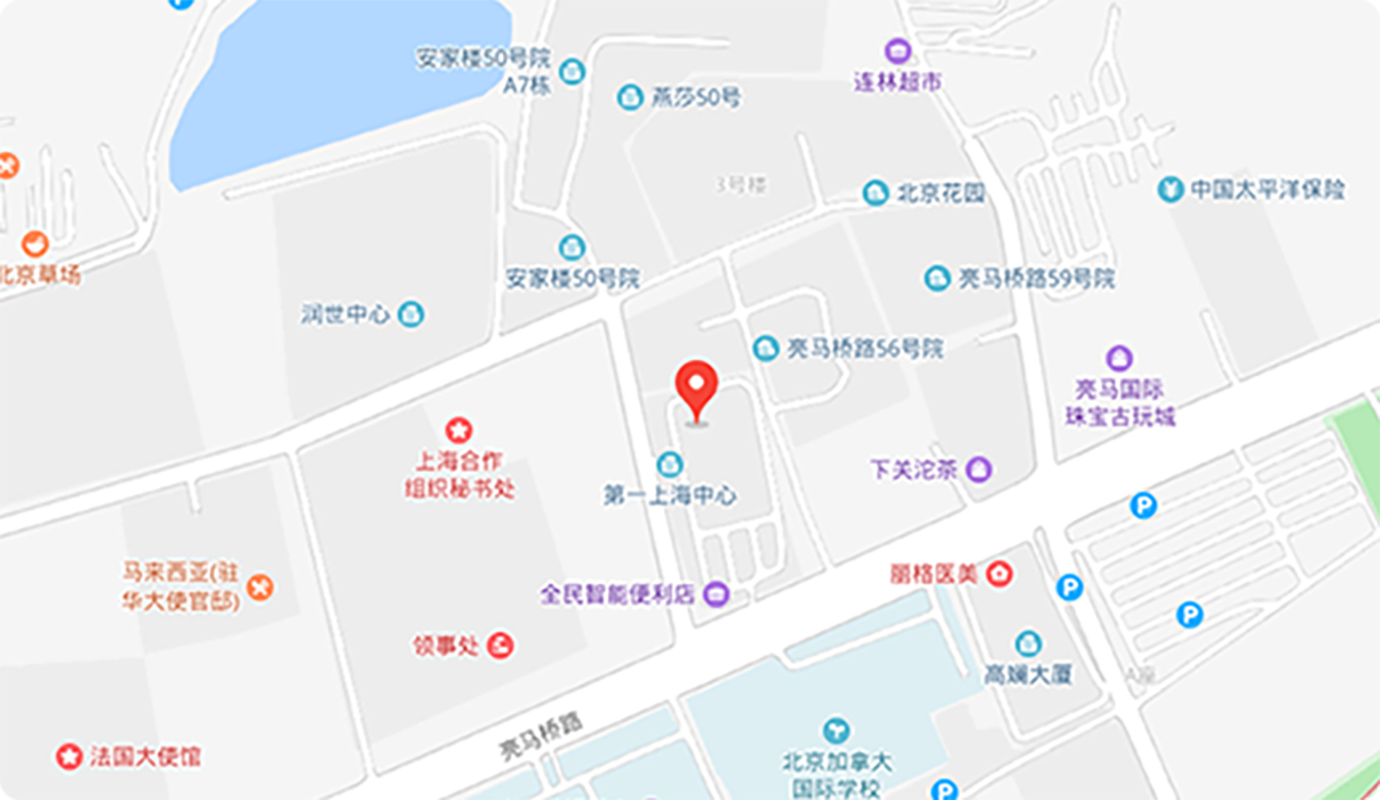 安家楼50号院
A7栋
燕莎50号
连林超市
3号楼
北京花园
中国太平洋保险
北京草场
安家楼50号院
亮马桥路59号院
润世中心
亮马桥路56号院
亮马国际
珠宝古玩城
上海合作
组织秘书处
第一上海中心
下关沱茶
P
马来西亚(驻
华大使官邸)
全民智能便利店
丽格医美
P
P
领事处
高斓大厦
A座
亮马桥路
法国大使馆
北京加拿大
国际学校
P